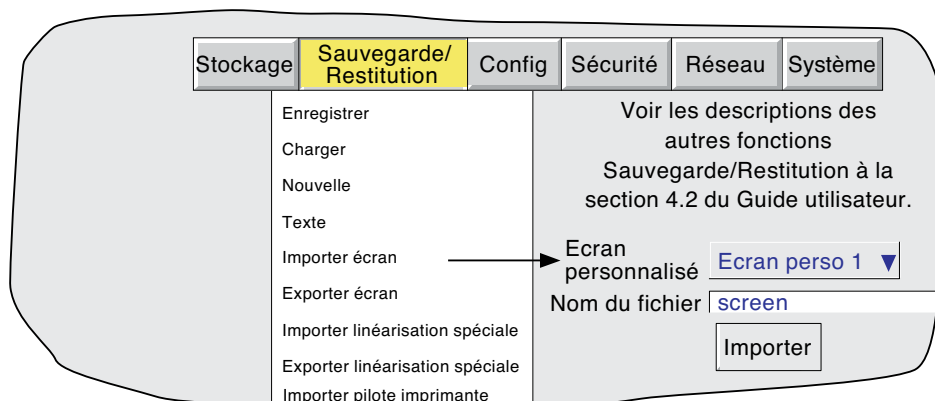 Stockage
Sauvegarde/
Restitution
Config
Sécurité
Réseau
Système
Enregistrer
Charger
Nouvelle
Texte
Importer écran
Exporter écran
Importer linéarisation spéciale
Exporter linéarisation spéciale
Importer pilote imprimante
Voir les descriptions des
autres fonctions
Sauvegarde/Restitution à la
section 4.2 du Guide utilisateur.
Ecran
personnalisé
Ecran perso 1
Nom du fichier
screen
Importer